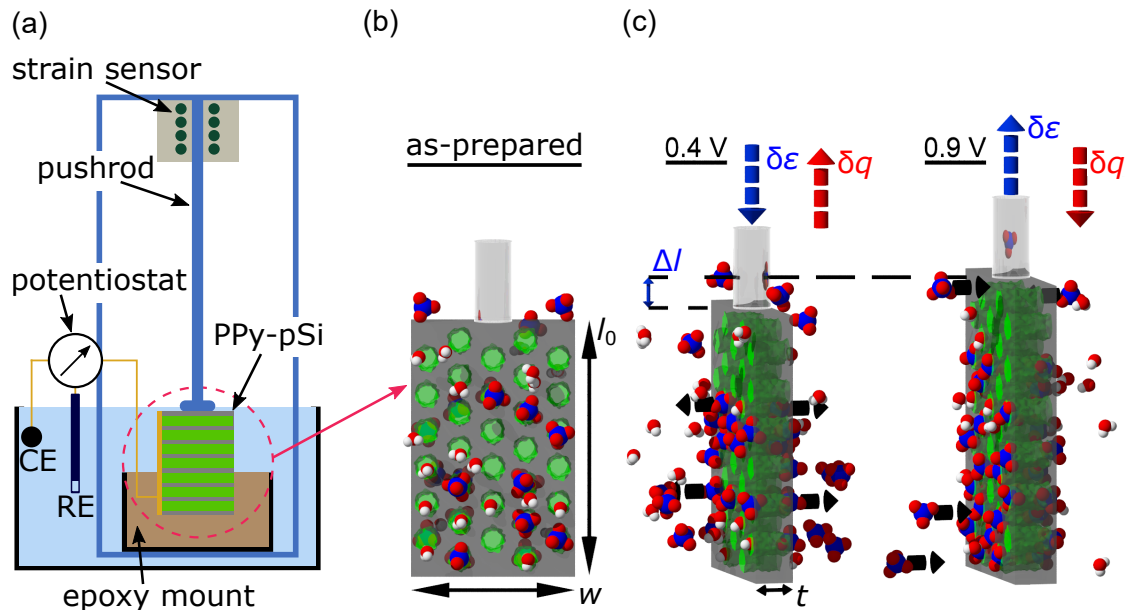 (a)
strain sensor
pushrod
potentiostat
PPy-pSi
CE
RE
epoxy mount
(b)
as-prepared
l0
w
(c)
0.4 V
δε
δq
Δl
t
0.9 V
δε
δq